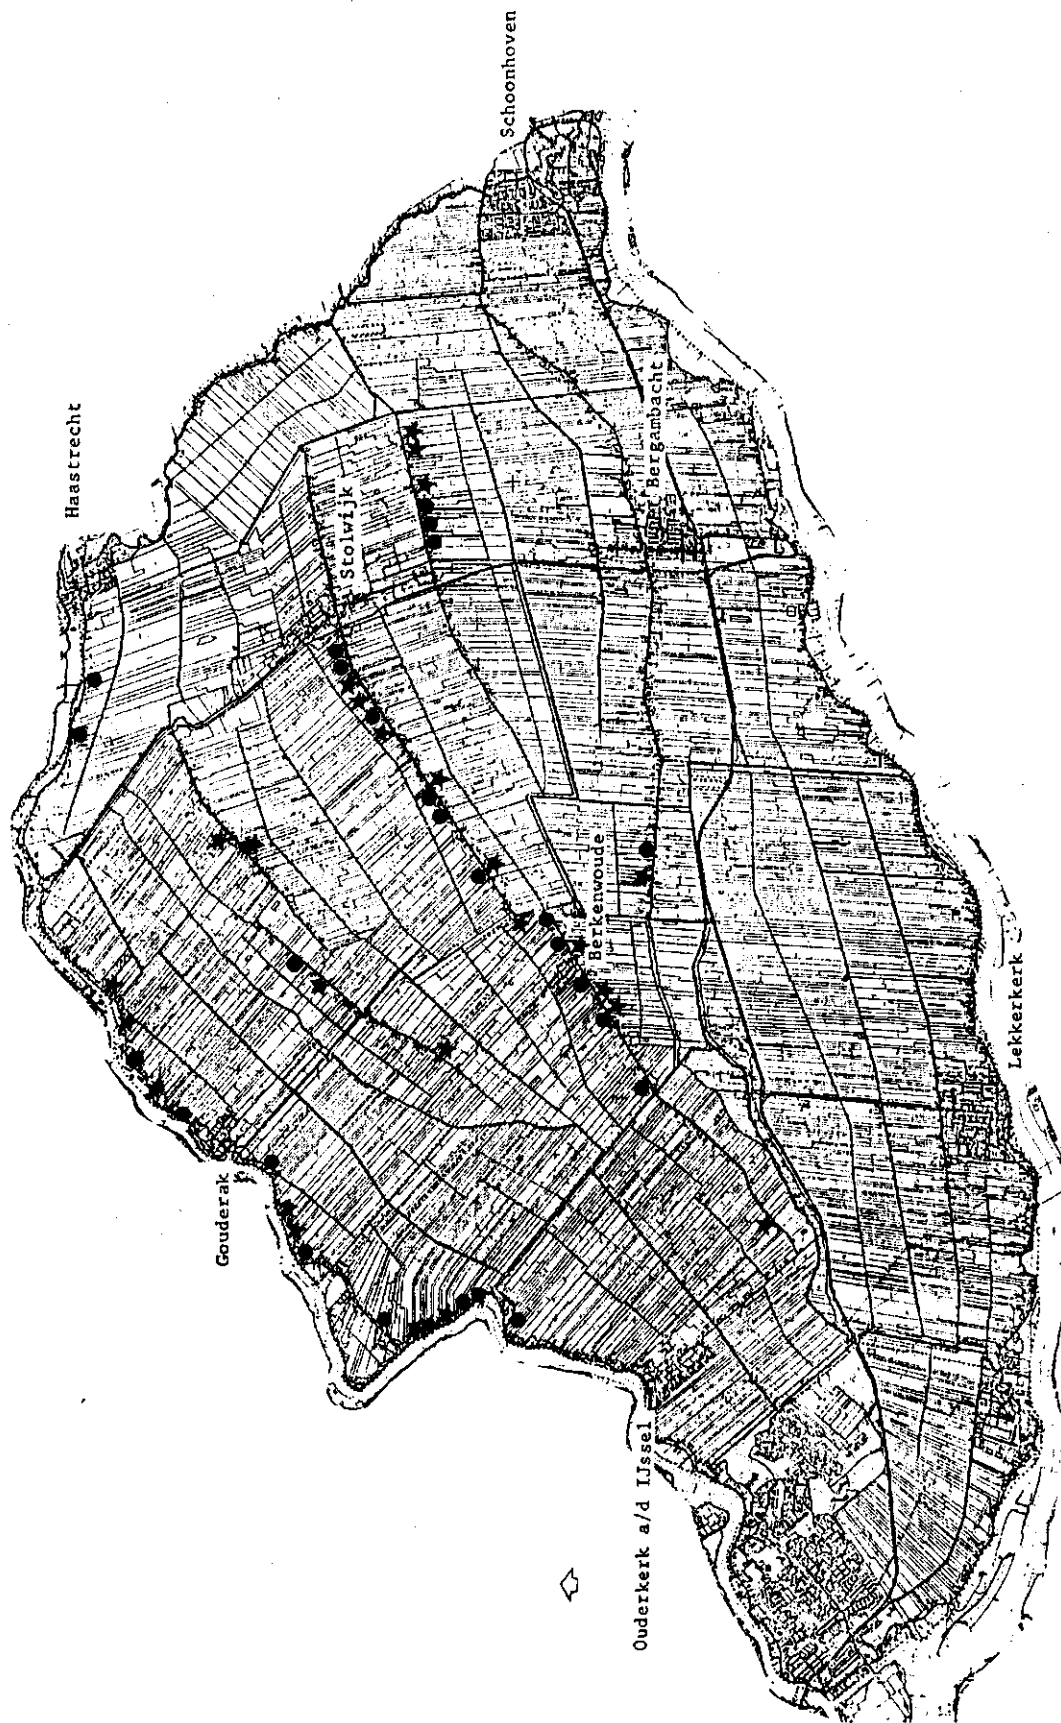 Schoonhoven
Haastrecht
Stolwijk
Bergambacht
Berkenwoude
Gouderak
Lekkerkerk
Ouderkerk a/d IJssel